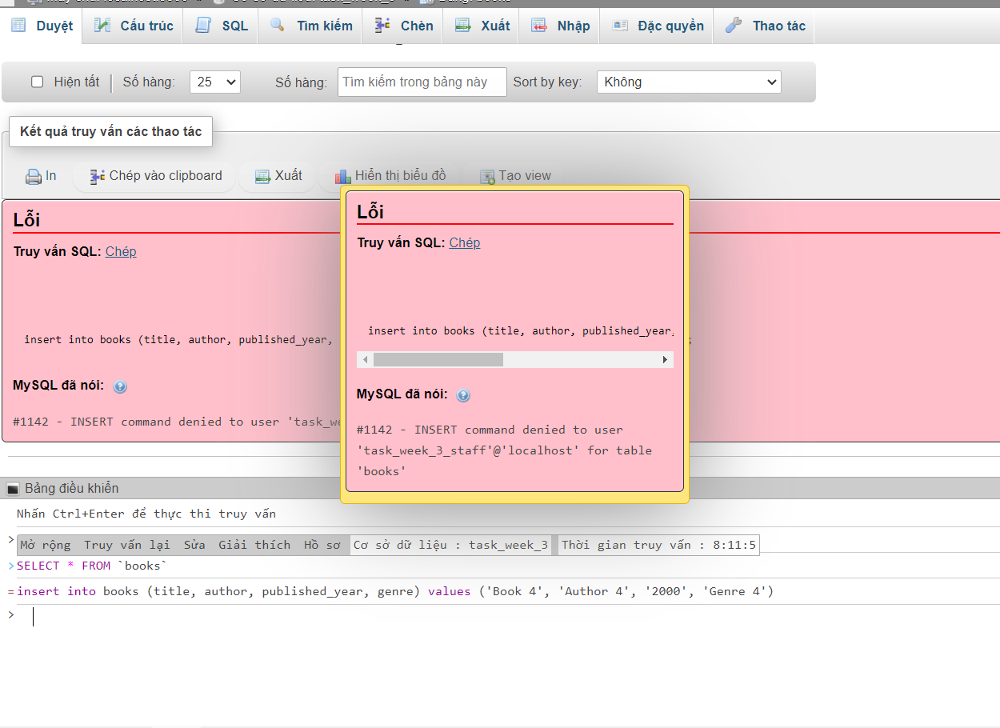 Duyệt Cấu trúc SQL Tìm kiếm Chèn Xuất Nhập Đặc quyền Thao tác
Hiện tất Số hàng: 25 Số hàng: Tìm kiếm trong bảng này Sort by key: Không
Kết quả truy vấn các thao tác
In Chép vào clipboard Xuất Hiển thị biểu đồ Tạo view
Lỗi
Truy vấn SQL: Chép
insert into books (title, author, published_year,
MySQL đã nói:
#1142 - INSERT command denied to user 'task_we
Lỗi
Truy vấn SQL: Chép
insert into books (title, author, published_year,
MySQL đã nói:
#1142 - INSERT command denied to user
'task_week_3_staff'@'localhost' for table
'books'
Bảng điều khiển
Nhấn Ctrl+Enter để thực thi truy vấn
> Mở rộng Truy vấn lại Sửa Giải thích Hồ sơ Cơ sở dữ liệu : task_week_3 Thời gian truy vấn : 8:11:5
>SELECT * FROM `books`
=insert into books (title, author, published_year, genre) values ('Book 4', 'Author 4', '2000', 'Genre 4')
>